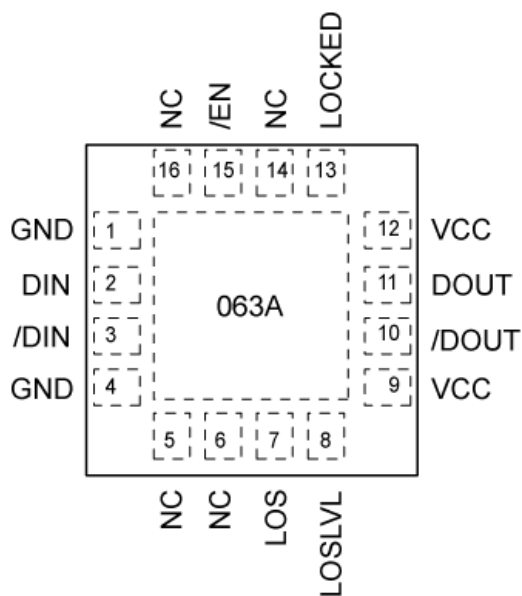 NC /EN NC LOCKED
16 15 14 13
GND 1 12 VCC
DIN 2 11 DOUT
063A
/DIN 3 10 /DOUT
GND 4 9 VCC
5 6 7 8
NC NC LOS LOSLVL